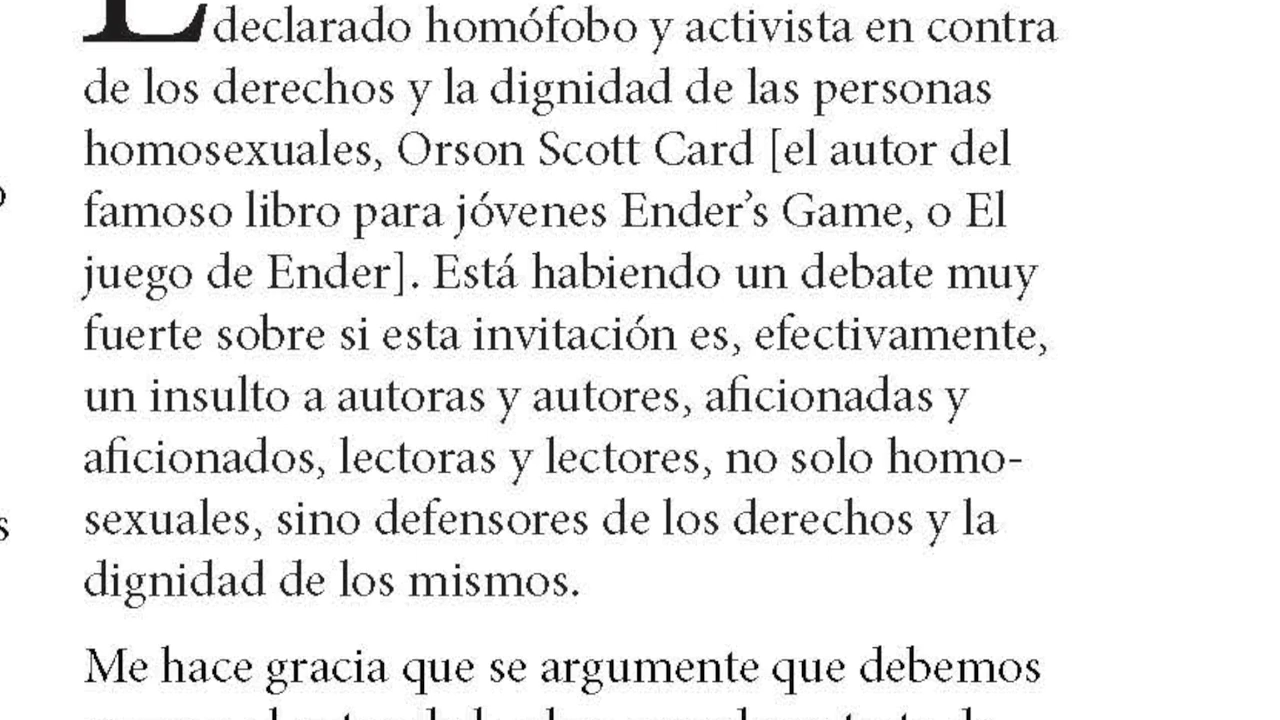 declarado homófobo y activista en contra
de los derechos y la dignidad de las personas
homosexuales, Orson Scott Card [el autor del
famoso libro para jóvenes Ender’s Game, o El
juego de Ender]. Está habiendo un debate muy
fuerte sobre si esta invitación es, efectivamente,
un insulto a autoras y autores, aficionadas y
aficionados, lectoras y lectores, no solo homo-
sexuales, sino defensores de los derechos y la
dignidad de los mismos.
Me hace gracia que se argumente que debemos